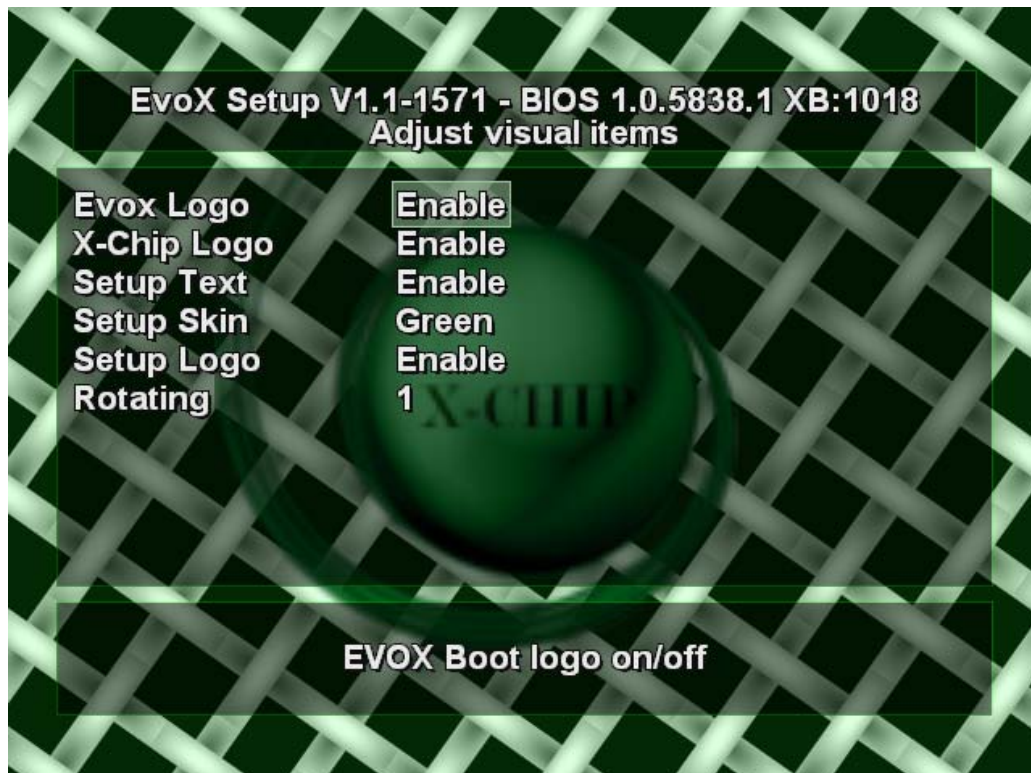 EvoX Setup V1.1-1571 - BIOS 1.0.5838.1 XB:1018
Adjust visual items
Evox Logo Enable
X-Chip Logo Enable
Setup Text Enable
Setup Skin Green
Setup Logo Enable
Rotating 1
X-CHIP
EVOX Boot logo on/off